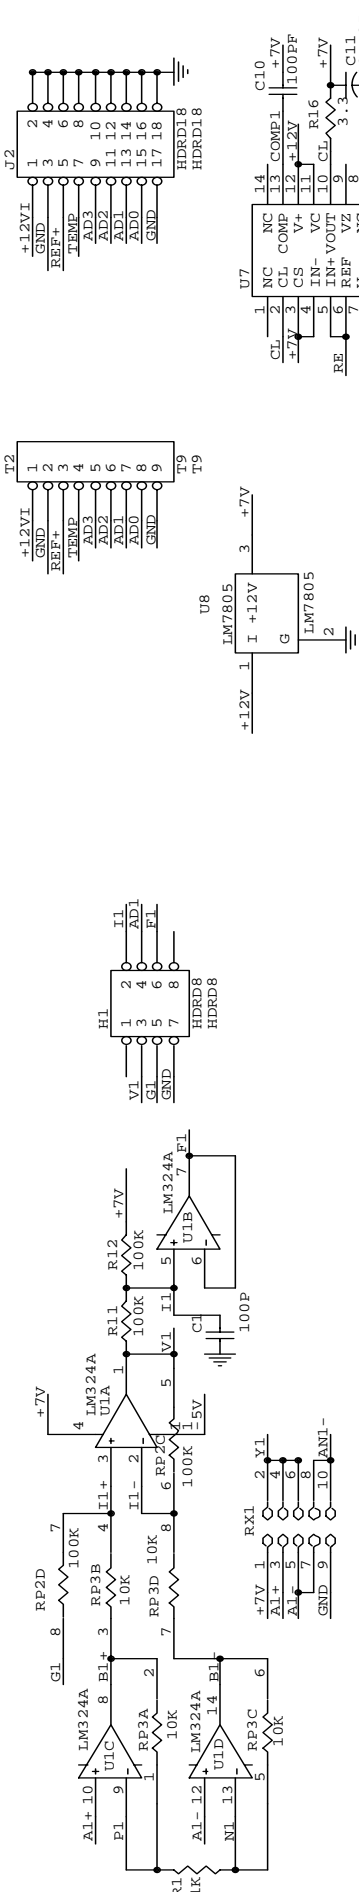 J2
2
4
6
8
10
12
14
16
18
1
3
5
7
9
11
13
15
17
HDRD18
HDRD18
+12VI
GND
REF+
TEMP
AD3
AD2
AD1
AD0
GND
C10
+7V
100PF
+7V
C11
R16
3.3
COMP1
+12V
CL
14
13
12
11
10
9
8
U7
NC
COMP
V+
VC
VOUT
VZ
NC
CL
CS
IN-
IN+
REF
1
2
3
4
5
6
7
CL
+7V
RE
T2
1
2
3
4
5
6
7
8
9
T9
T9
+12VI
GND
REF+
TEMP
AD3
AD2
AD1
AD0
GND
U8
LM7805
+7V
3
I +12V
G
LM7805
2
1
+12V
I1
AD1
F1
H1
2
4
6
8
1
3
5
7
HDRD8
HDRD8
V1
G1
GND
+7V
R12
100K
R11
100K
LM324A
U1B
F1
7
5
6
I1
C1
100P
V1
+7V
LM324A
U1A
4
1
3
2
11
-5V
5
RP2C
100K
6
I1+
I1-
RP2D
7
100K
8
G1
RP3B
4
10K
3
RP3D
10K
8
7
B1+
B1-
LM324A
U1C
8
A1+ 10
P1
9
RP3A
2
10K
1
LM324A
U1D
14
A1- 12
N1
13
RP3C
6
10K
5
R1
1K
RX1
Y1
2
4
6
8
10
AN1-
+7V 1
A1+ 3
A1- 5
7
GND 9